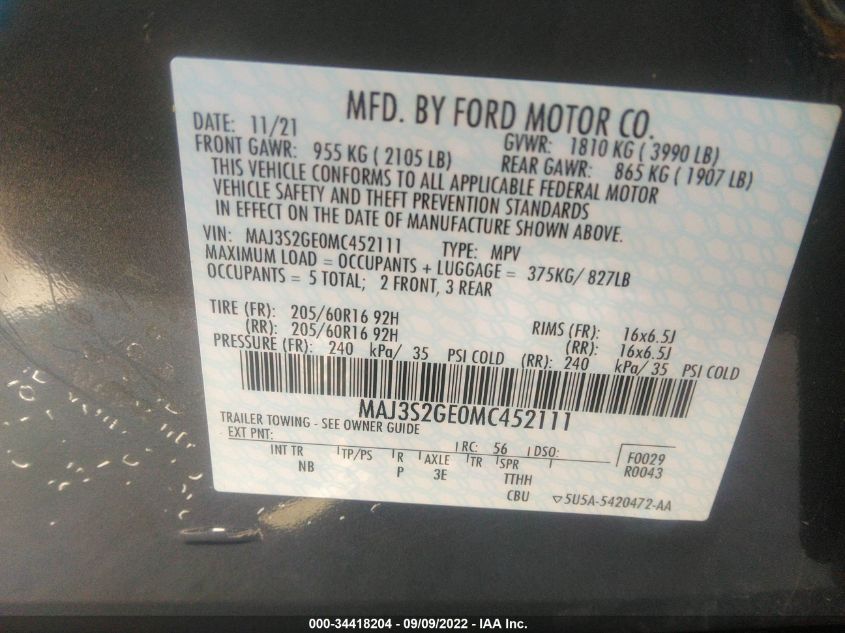 MFD. BY FORD MOTOR CO.
DATE: 11/21 GVWR: 1810 KG ( 3990 LB)
FRONT GAWR: 955 KG ( 2105 LB) REAR GAWR: 865 KG ( 1907 LB)
THIS VEHICLE CONFORMS TO ALL APPLICABLE FEDERAL MOTOR
VEHICLE SAFETY AND THEFT PREVENTION STANDARDS
IN EFFECT ON THE DATE OF MANUFACTURE SHOWN ABOVE.
VIN: MAJ3S2GE0MC452111 TYPE: MPV
MAXIMUM LOAD = OCCUPANTS + LUGGAGE = 375KG/ 827LB
OCCUPANTS = 5 TOTAL; 2 FRONT, 3 REAR
TIRE (FR): 205/60R16 92H RIMS (FR): 16x6.5J
(RR): 205/60R16 92H (RR): 16x6.5J
PRESSURE (FR): 240 kPa/ 35 PSI COLD (RR): 240 kPa/ 35 PSI COLD
MAJ3S2GE0MC452111
TRAILER TOWING - SEE OWNER GUIDE
EXT PNT: RC: 56 DSO: F0029
INT TR TP/PS R AXLE TR SPR R0043
NB P 3E TTHH
CBU 5U5A-5420472-AA
000-34418204 - 09/09/2022 - IAA Inc.